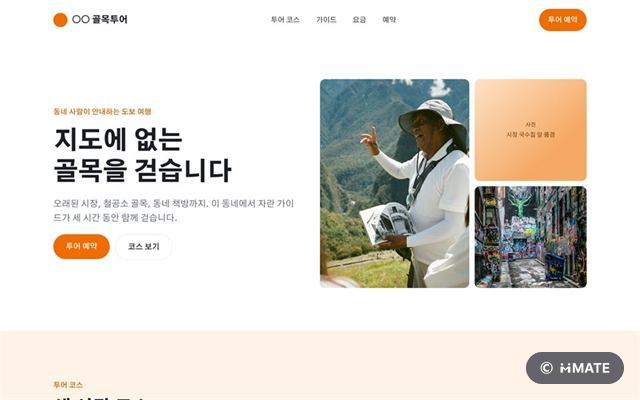 ○○ 골목투어
투어 코스
가이드
요금
예약
투어 예약
동네 사람이 안내하는 도보 여행
지도에 없는
골목을 걷습니다
오래된 시장, 철공소 골목, 동네 책방까지. 이 동네에서 자란 가이
드가 세 시간 동안 함께 걷습니다.
투어 예약
코스 보기
사진
시장 국수집 앞 풍경
© MATE
투어 코스